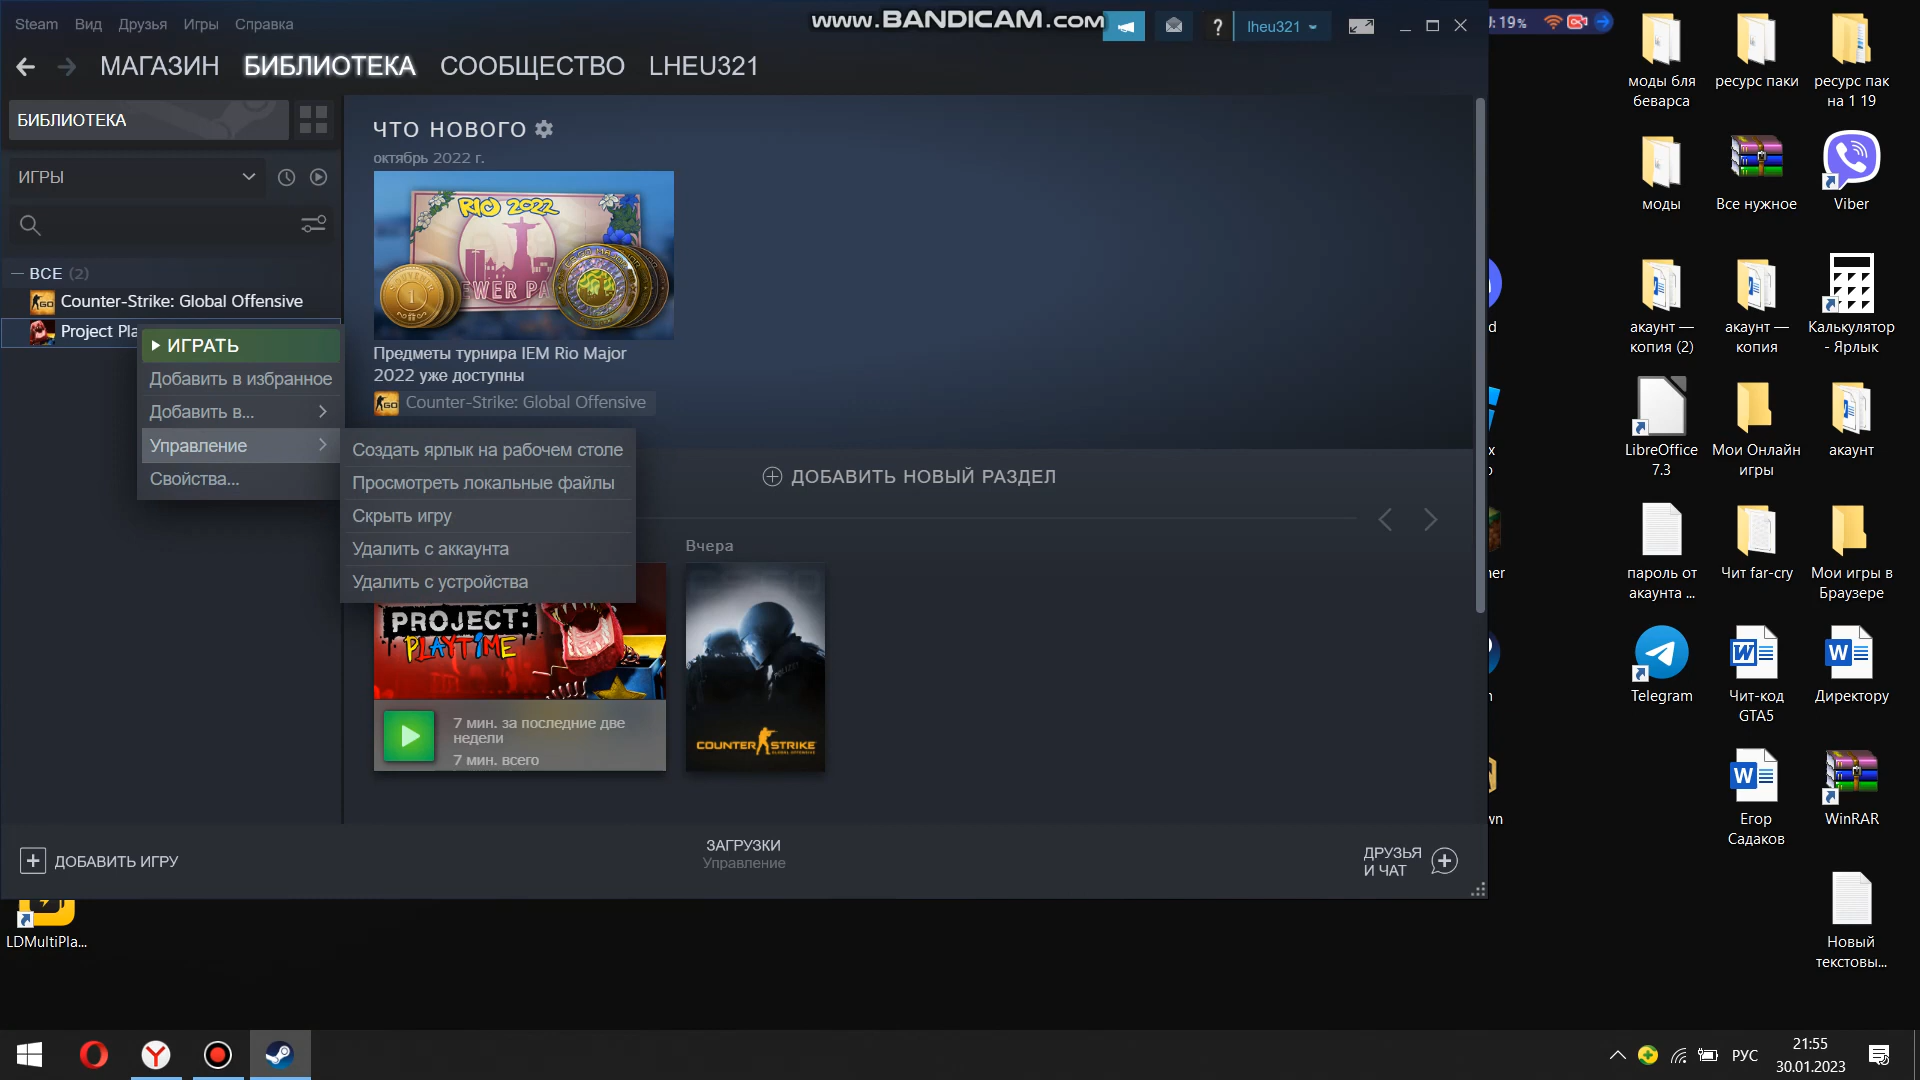 Steam Вид Друзья Игры Справка
www.BANDICAM.com
lheu321
19%
МАГАЗИН БИБЛИОТЕКА СООБЩЕСТВО LHEU321
БИБЛИОТЕКА
ИГРЫ
ВСЕ (2)
Counter-Strike: Global Offensive
Project Pla
ИГРАТЬ
Добавить в избранное
Добавить в...
Управление
Свойства...
Создать ярлык на рабочем столе
Просмотреть локальные файлы
Скрыть игру
Удалить с аккаунта
Удалить с устройства
ЧТО НОВОГО
октябрь 2022 г.
RIO 2022
Предметы турнира IEM Rio Major
2022 уже доступны
Counter-Strike: Global Offensive
ДОБАВИТЬ НОВЫЙ РАЗДЕЛ
Вчера
PROJECT:
PLAYTIME
7 мин. за последние две
недели
7 мин. всего
COUNTER STRIKE
GLOBAL OFFENSIVE
ДОБАВИТЬ ИГРУ
ЗАГРУЗКИ
Управление
ДРУЗЬЯ
И ЧАТ
LDMultiPla...
моды бля
беварса
ресурс паки
ресурс пак
на 1 19
моды
Все нужное
Viber
акаунт —
копия (2)
акаунт —
копия
Калькулятор
- Ярлык
LibreOffice
7.3
Мои Онлайн
игры
акаунт
пароль от
акаунта ...
Чит far-cry
Мои игры в
Браузере
Telegram
Чит-код
GTA5
Директору
Егор
Садаков
WinRAR
Новый
текстовы...
РУС
21:55
30.01.2023